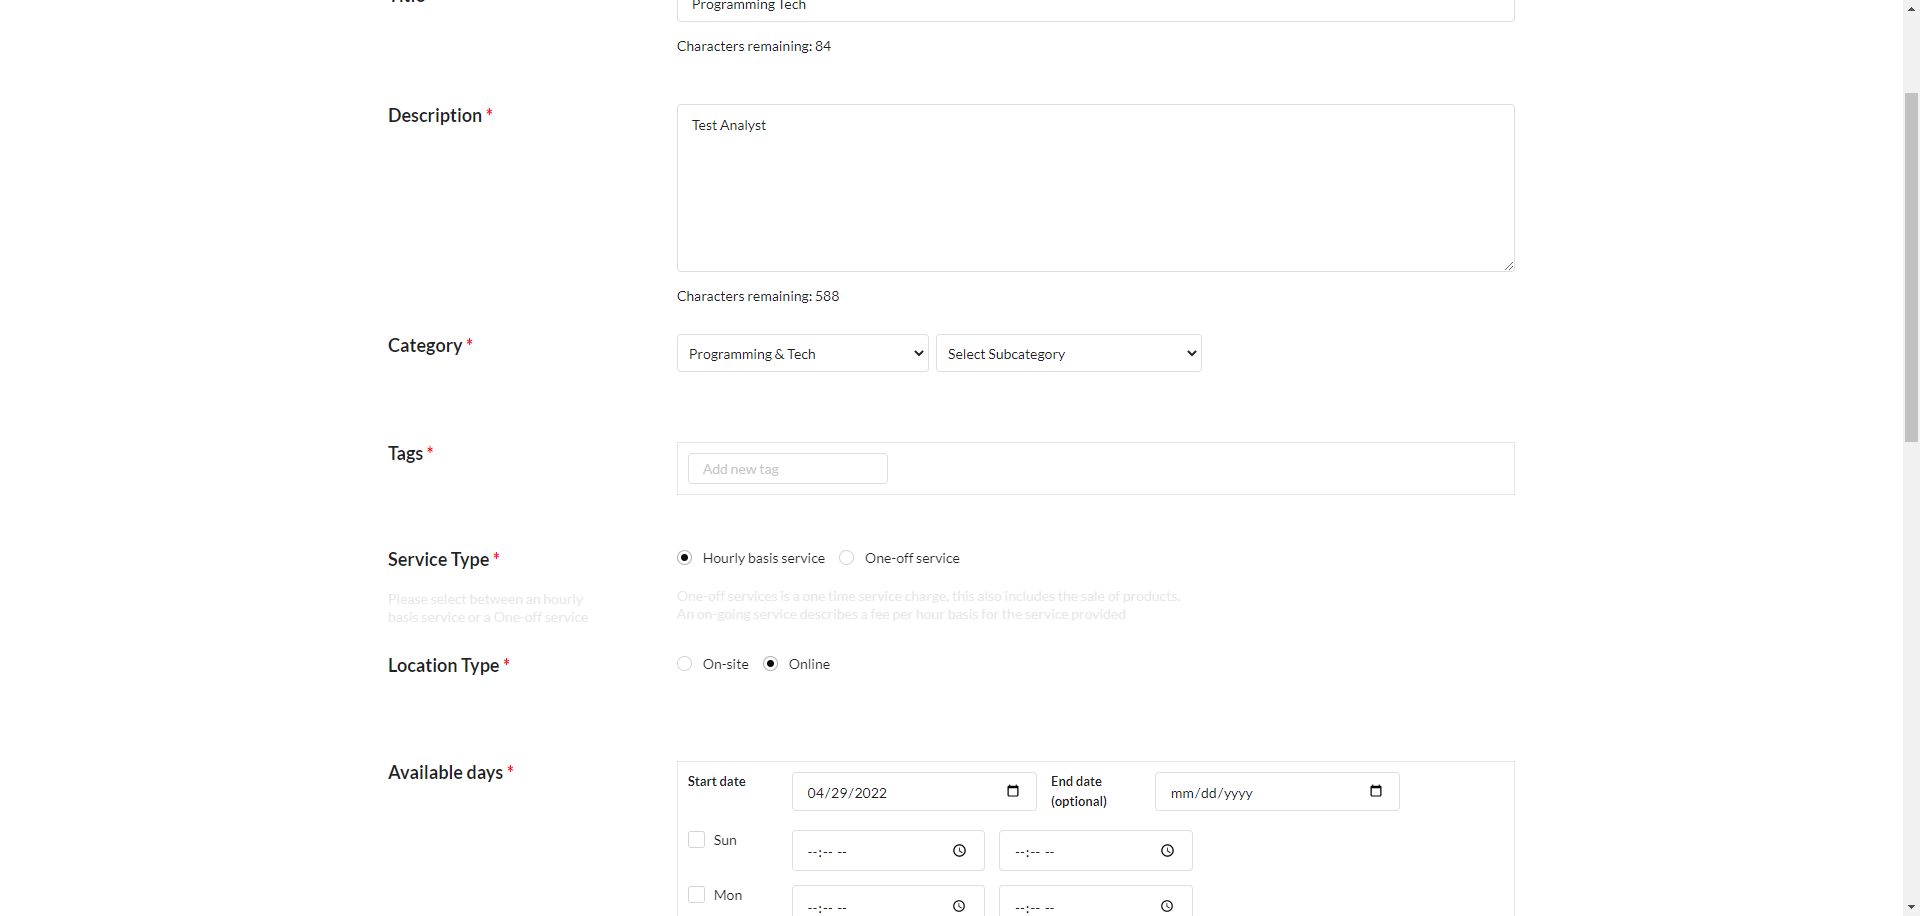 Programming Tech
Characters remaining: 84
Description *
Test Analyst
Characters remaining: 588
Category *
Programming & Tech
Select Subcategory
Tags *
Add new tag
Service Type *
Hourly basis service
One-off service
Please select between an hourly
basis service or a One-off service
One-off services is a one time service charge, this also includes the sale of products.
An on-going service describes a fee per hour basis for the service provided
Location Type *
On-site
Online
Available days *
Start date
04/29/2022
End date
(optional)
mm/dd/yyyy
Sun
--:-- --
--:-- --
Mon
--:-- --
--:-- --